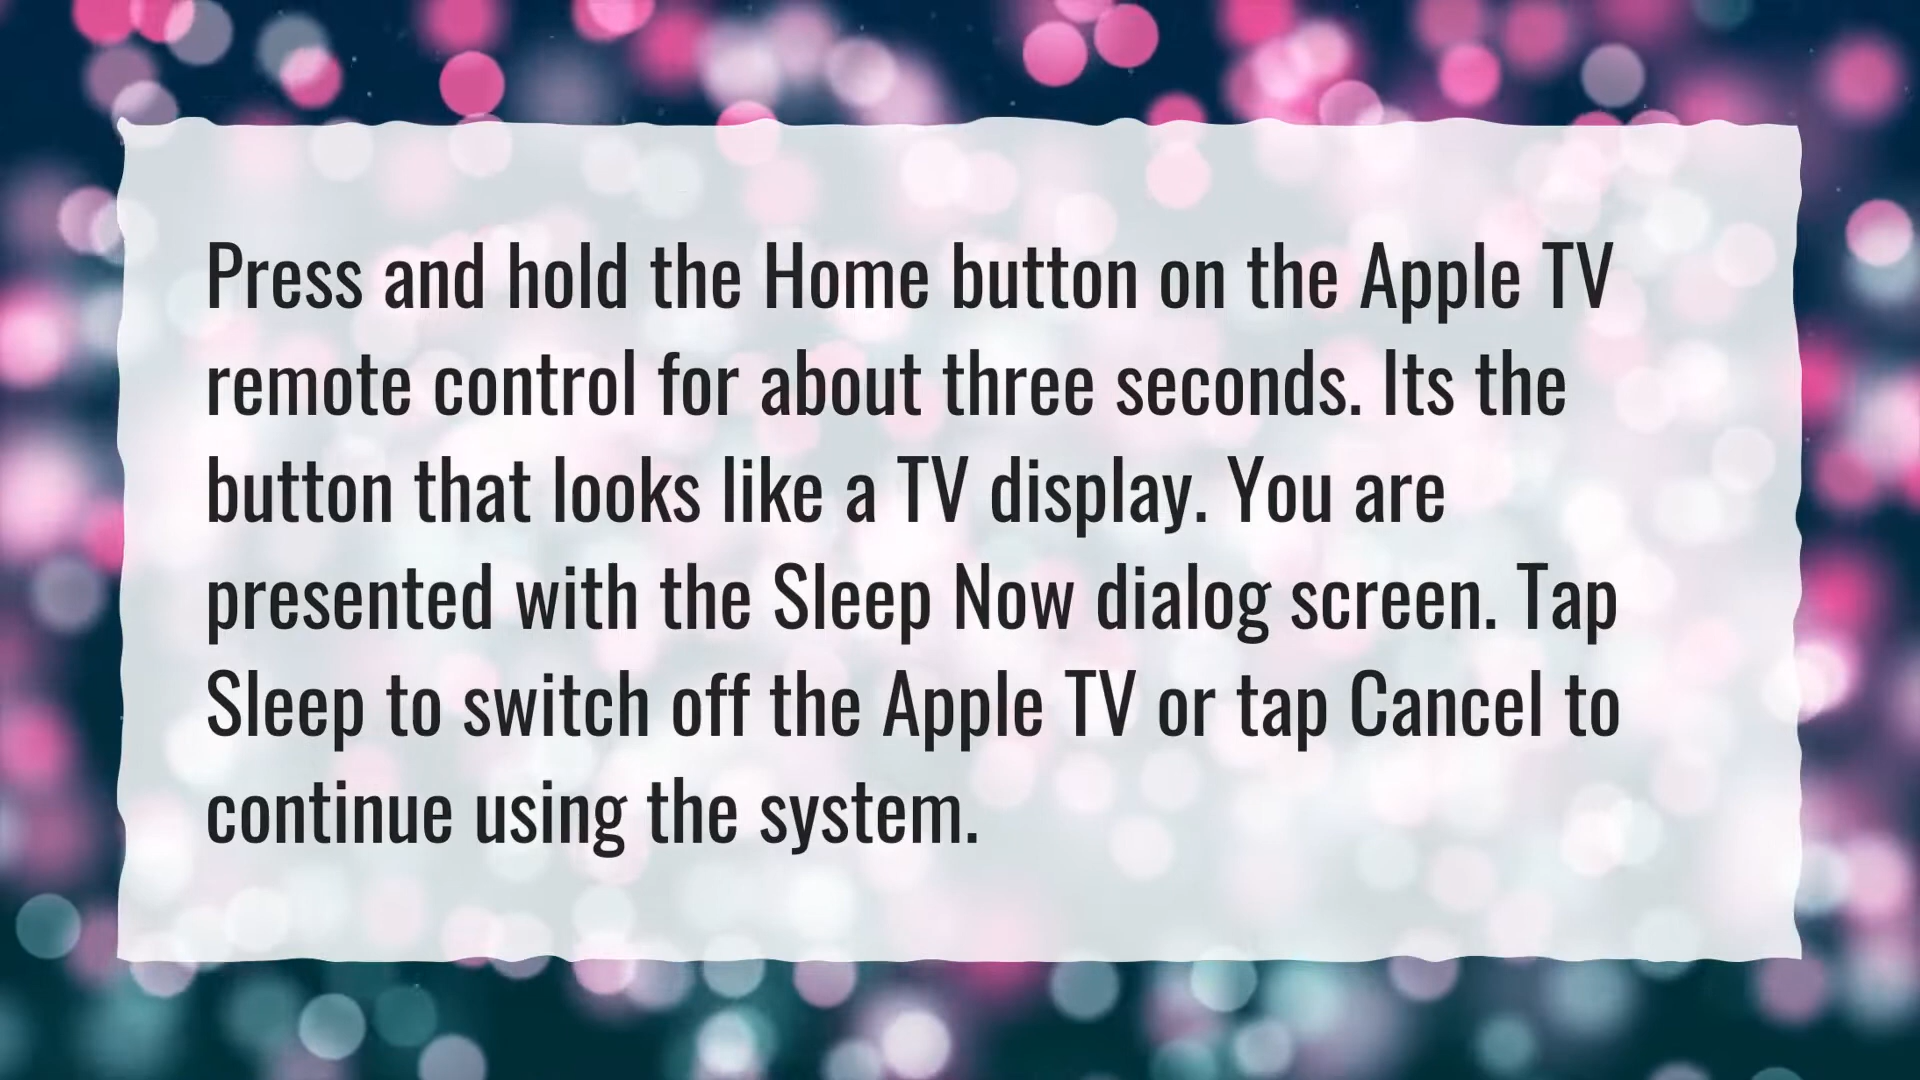 Press and hold the Home button on the Apple TV
remote control for about three seconds. Its the
button that looks like a TV display. You are
presented with the Sleep Now dialog screen. Tap
Sleep to switch off the Apple TV or tap Cancel to
continue using the system.